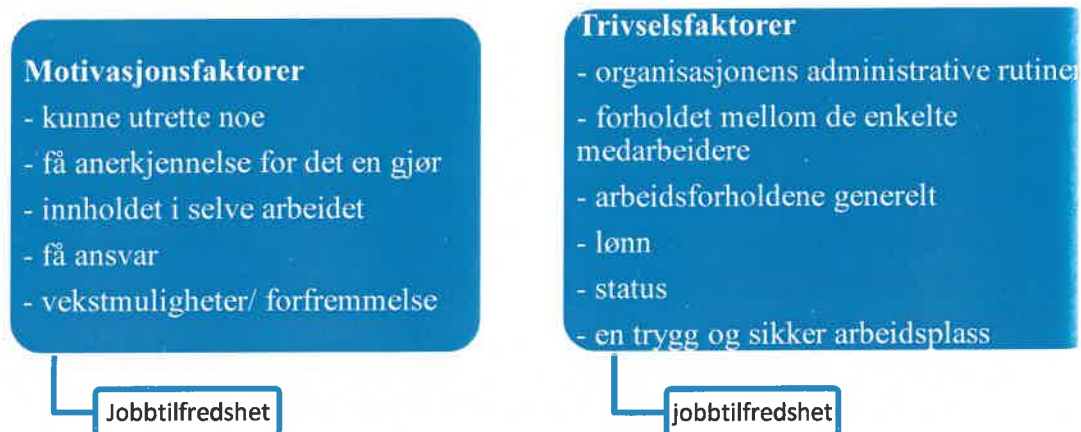 Motivasjonsfaktorer
- kunne utrette noe
- få anerkjennelse for det en gjør
- innholdet i selve arbeidet
- få ansvar
- vekstmuligheter/ forfremmelse
Jobbtilfredshet
Trivselsfaktorer
- organisasjonens administrative rutiner
- forholdet mellom de enkelte
medarbeidere
- arbeidsforholdene generelt
- lønn
- status
- en trygg og sikker arbeidsplass
jobbtilfredshet